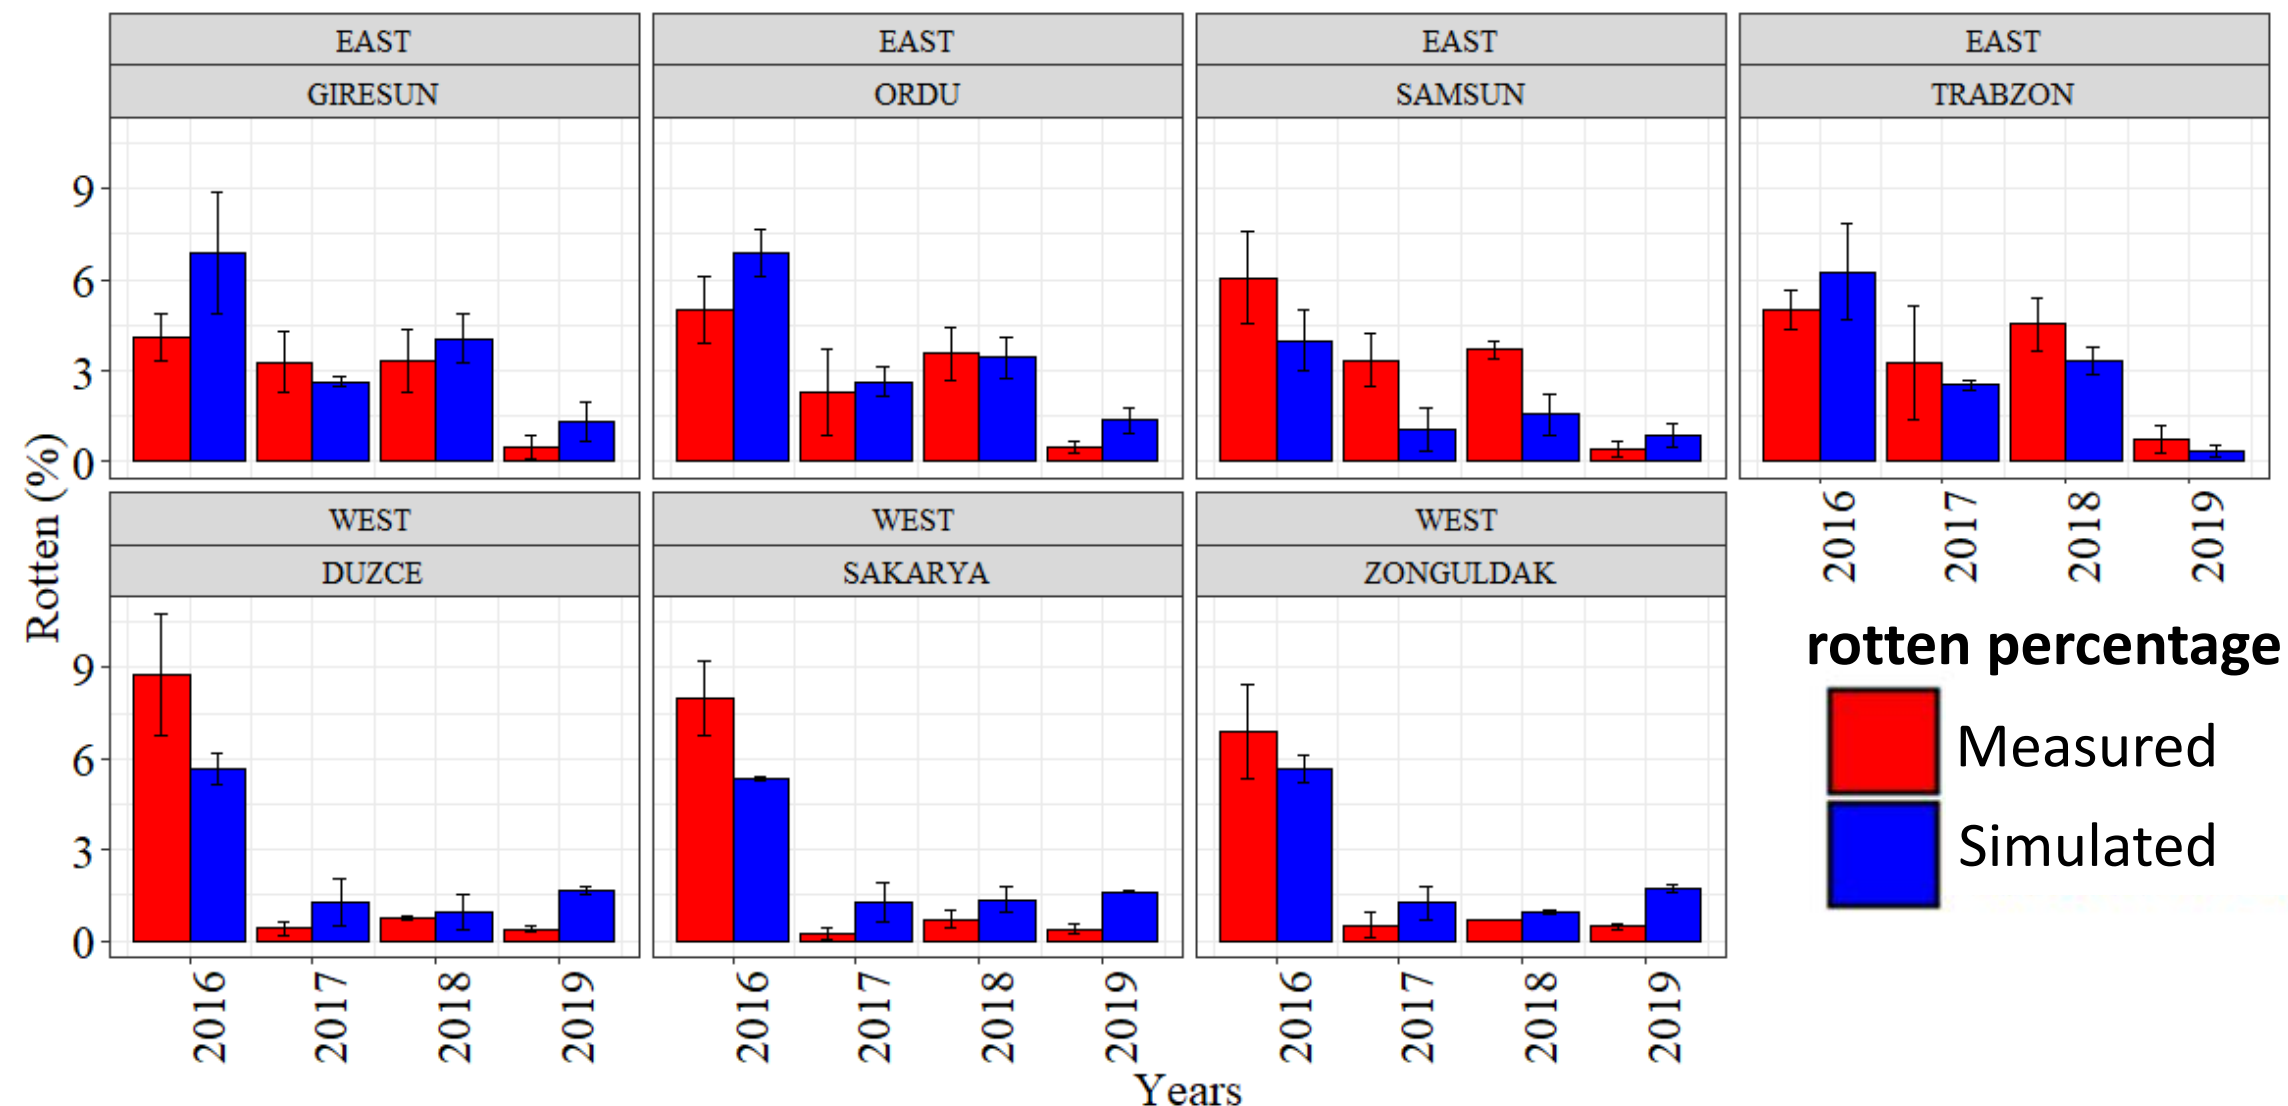 EAST
EAST
EAST
EAST
GIRESUN
ORDU
SAMSUN
TRABZON
9
6
3
0
Rotten (%)
2016
2017
2018
2019
WEST
WEST
WEST
DUZCE
SAKARYA
ZONGULDAK
9
6
3
0
2016
2017
2018
2019
2016
2017
2018
2019
2016
2017
2018
2019
Years
rotten percentage
Measured
Simulated